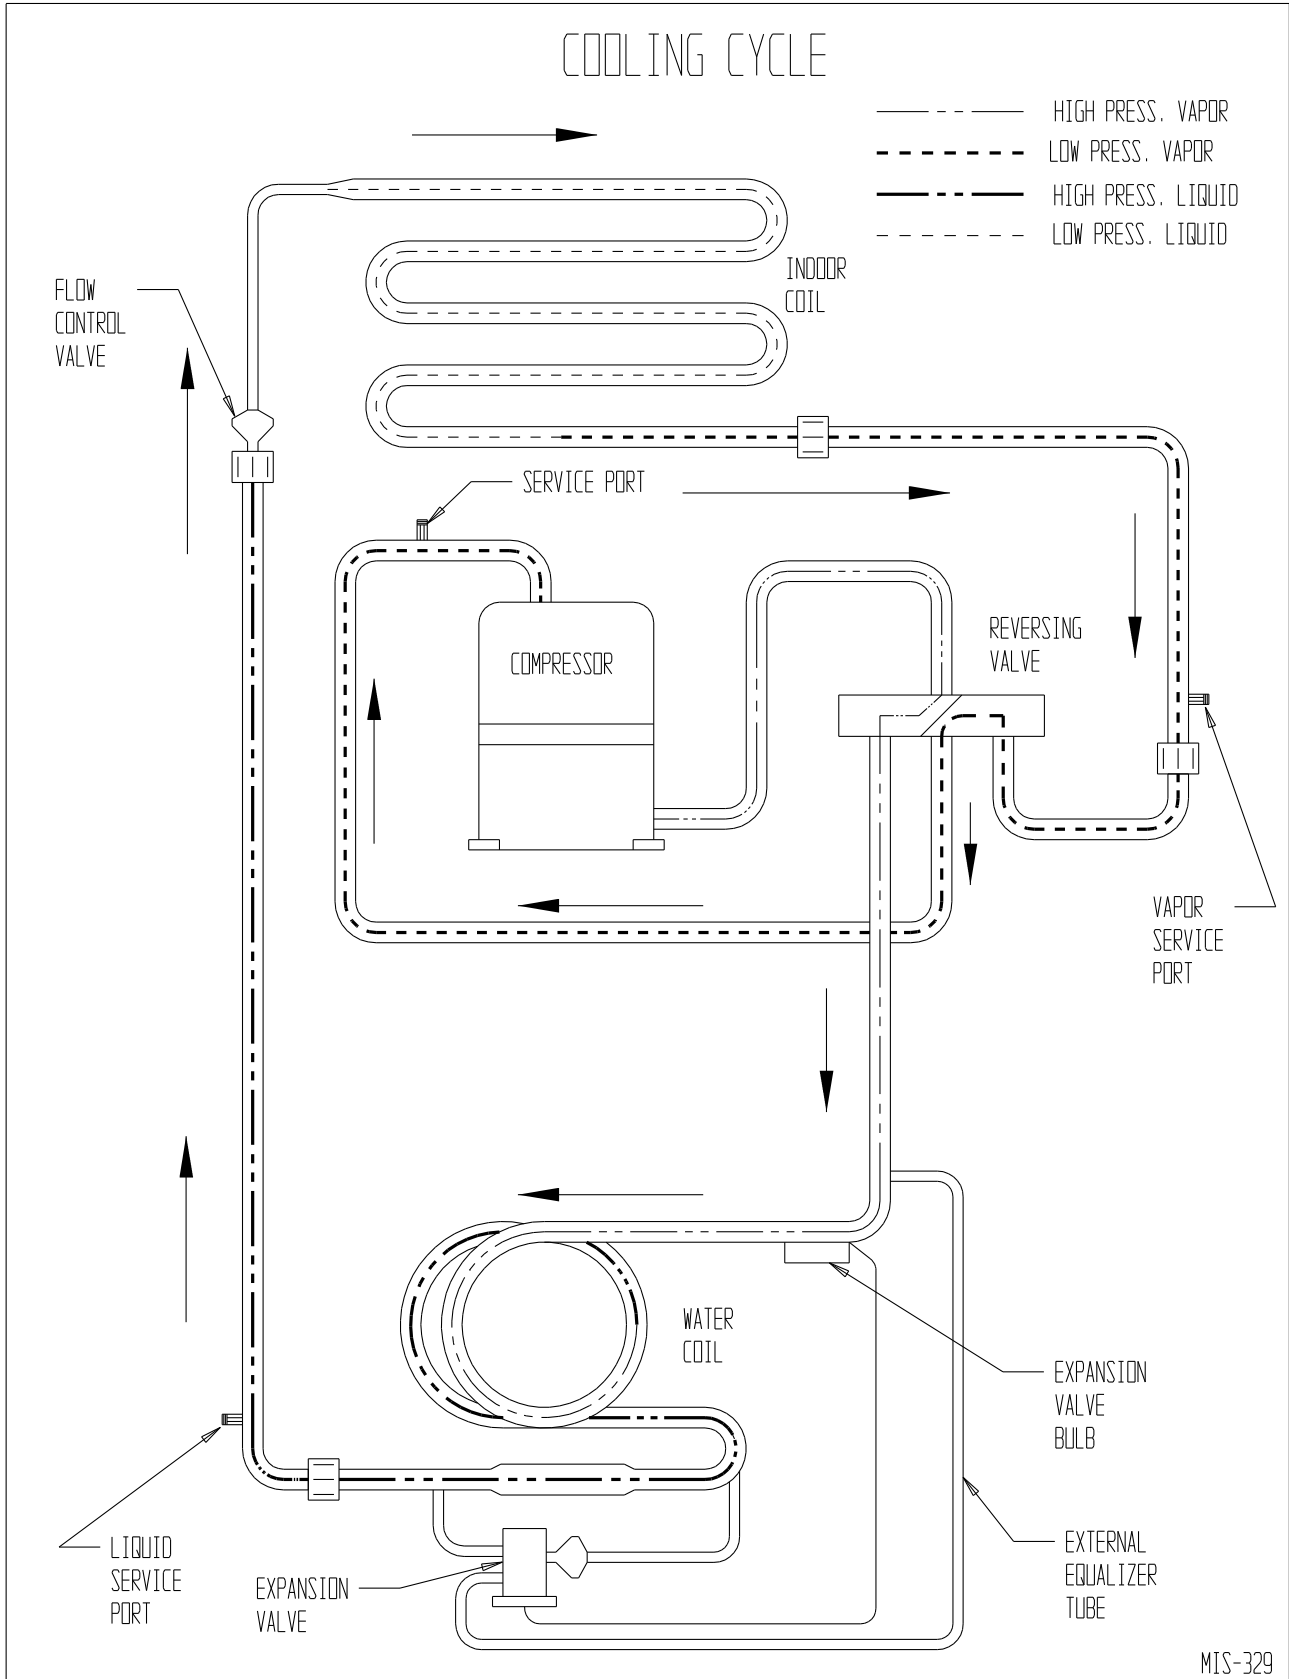 COOLING CYCLE
HIGH PRESS. VAPOR
LOW PRESS. VAPOR
HIGH PRESS. LIQUID
LOW PRESS. LIQUID
INDOOR
COIL
FLOW
CONTROL
VALVE
SERVICE PORT
COMPRESSOR
REVERSING
VALVE
VAPOR
SERVICE
PORT
WATER
COIL
EXPANSION
VALVE
BULB
LIQUID
SERVICE
PORT
EXPANSION
VALVE
EXTERNAL
EQUALIZER
TUBE
MIS-329